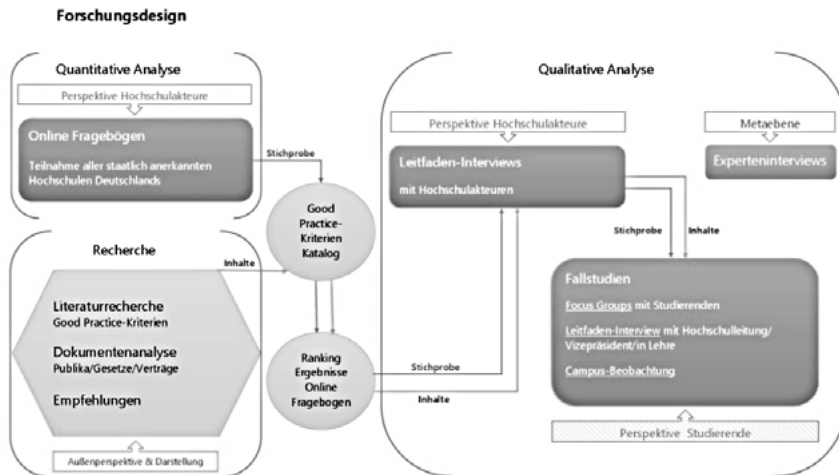 Forschungsdesign
Quantitative Analyse
Perspektive Hochschulakteure
Online Fragebögen
Teilnahme aller staatlich anerkannten
Hochschulen Deutschlands
Stichprobe
Recherche
Inhalte
Literaturrecherche
Good Practice-Kriterien
Dokumentenanalyse
Publika/Gesetze/Verträge
Empfehlungen
Außenperspektive & Darstellung
Good
Practice-
Kriterien
Katalog
Ranking
Ergebnisse
Online
Fragebogen
Stichprobe
Inhalte
Qualitative Analyse
Perspektive Hochschulakteure
Leitfaden-Interviews
mit Hochschulakteuren
Metaebene
Experteninterviews
Stichprobe
Inhalte
Fallstudien
Focus Groups mit Studierenden
Leitfaden-Interview mit Hochschulleitung/
Vizepräsident/in Lehre
Campus-Beobachtung
Perspektive Studierende